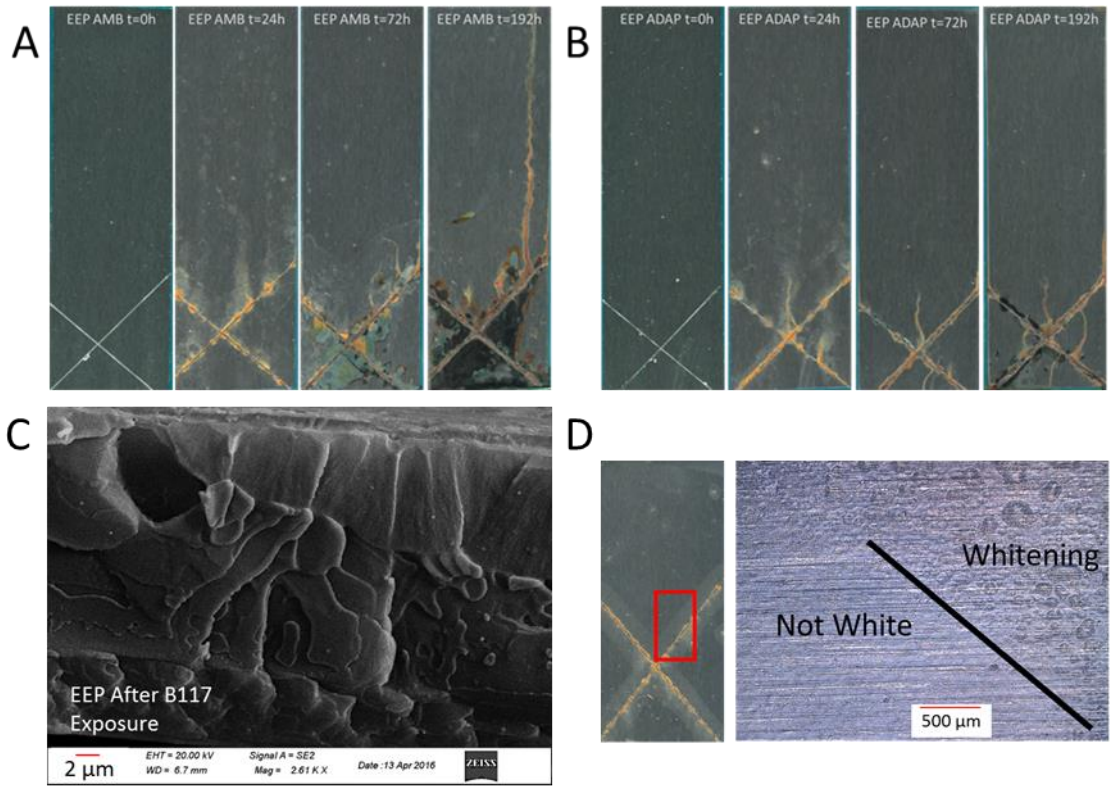 A
EEP AMB t=0h
EEP AMB t=24h
EEP AMB t=72h
EEP AMB t=192h
B
EEP ADAP t=0h
EEP ADAP t=24h
EEP ADAP t=72h
EEP ADAP t=192h
C
EEP After B117
Exposure
2 µm
EHT = 20.00 kV
WD = 6.7 mm
Signal A = SE2
Mag = 2.61 K X
Date :13 Apr 2016
ZEISS
D
Whitening
Not White
500 µm